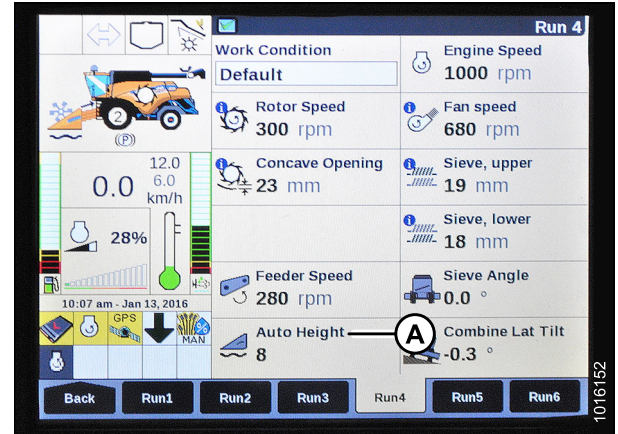 Run 4
Work Condition
Default
Engine Speed
1000 rpm
Rotor Speed
300 rpm
Fan speed
680 rpm
Concave Opening
23 mm
Sieve, upper
19 mm
Sieve, lower
18 mm
Feeder Speed
280 rpm
Sieve Angle
0.0 °
Auto Height
8
A
Combine Lat Tilt
-0.3 °
2
(P)
12.0
6.0
0.0 km/h
28%
10:07 am - Jan 13, 2016
GPS
%
MAN
Back
Run1
Run2
Run3
Run4
Run5
Run6
1016152